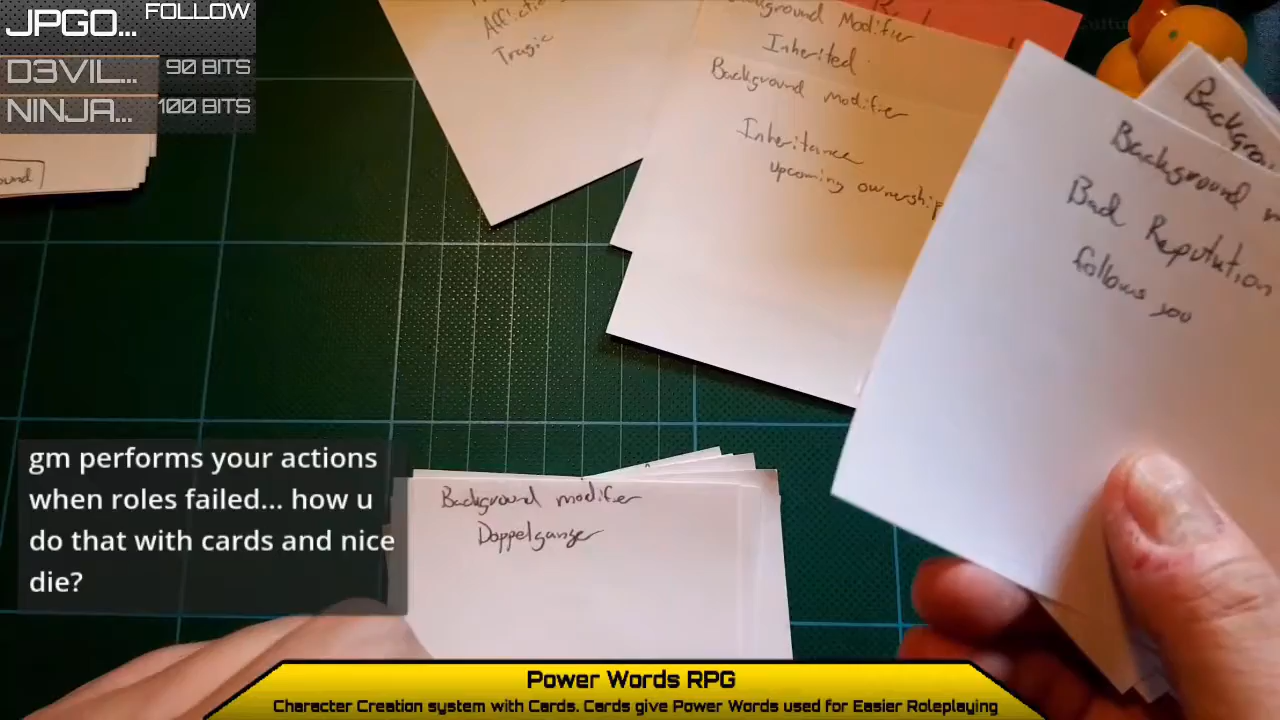 JPGO... FOLLOW
D3VIL... 90 BITS
NINJA... 100 BITS
Tragic
Background Modifier
Inherited
Background modifier
Inheritance
upcoming ownership
Background
Bad Reputation
follows you
gm performs your actions
when roles failed... how u
do that with cards and nice
die?
Background modifer
Doppelganger
Power Words RPG
Character Creation system with Cards. Cards give Power Words used for Easier Roleplaying